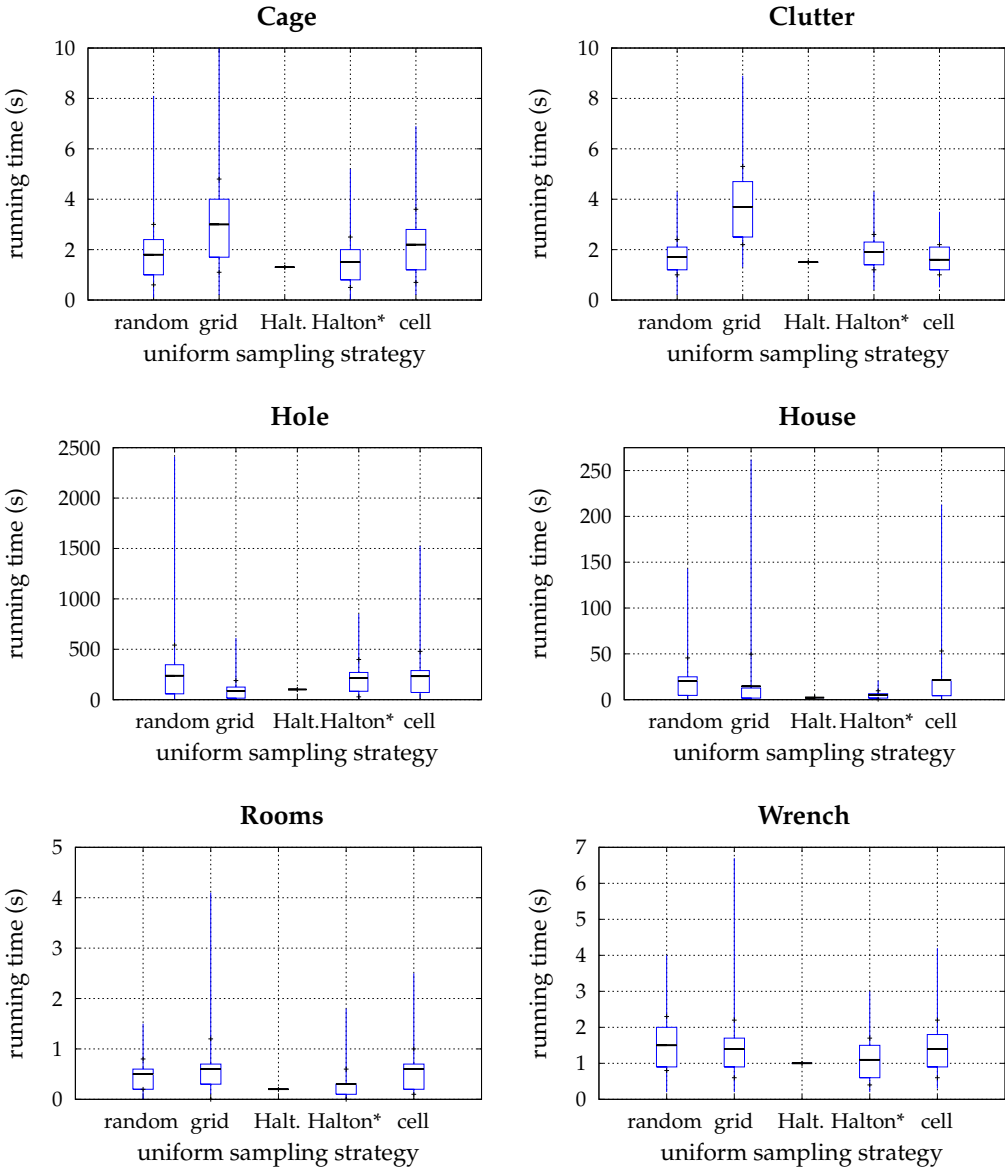 Cage
running time (s)
10
8
6
4
2
0
random grid Halt. Halton* cell
uniform sampling strategy
Clutter
running time (s)
10
8
6
4
2
0
random grid Halt. Halton* cell
uniform sampling strategy
Hole
running time (s)
2500
2000
1500
1000
500
0
random grid Halt. Halton* cell
uniform sampling strategy
House
running time (s)
250
200
150
100
50
0
random grid Halt. Halton* cell
uniform sampling strategy
Rooms
running time (s)
5
4
3
2
1
0
random grid Halt. Halton* cell
uniform sampling strategy
Wrench
running time (s)
7
6
5
4
3
2
1
0
random grid Halt. Halton* cell
uniform sampling strategy